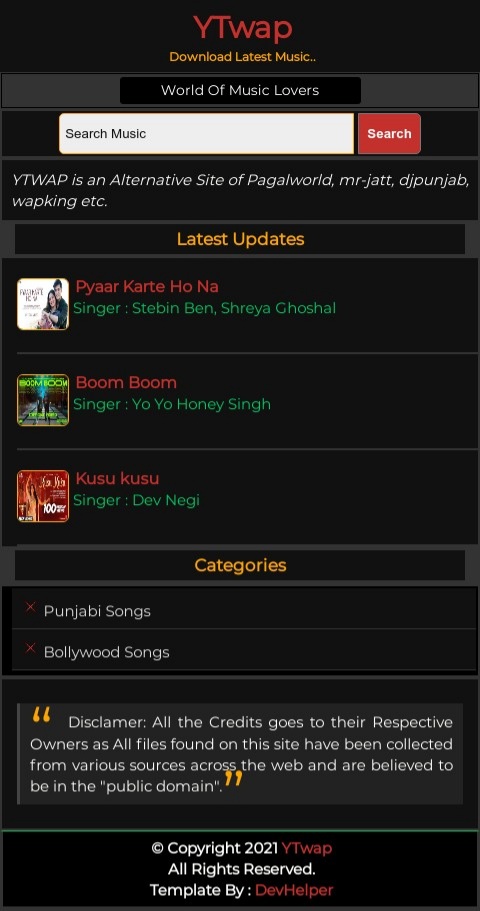 YTwap
Download Latest Music..
World Of Music Lovers
Search Music
Search
YTWAP is an Alternative Site of Pagalworld, mr-jatt, djpunjab,
wapking etc.
Latest Updates
Pyaar Karte Ho Na
Singer : Stebin Ben, Shreya Ghoshal
BOOM BOOM
Boom Boom
Singer : Yo Yo Honey Singh
Kusu kusu
Singer : Dev Negi
100
Categories
Punjabi Songs
Bollywood Songs
“ Disclamer: All the Credits goes to their Respective
Owners as All files found on this site have been collected
from various sources across the web and are believed to
be in the "public domain".”
© Copyright 2021 YTwap
All Rights Reserved.
Template By : DevHelper